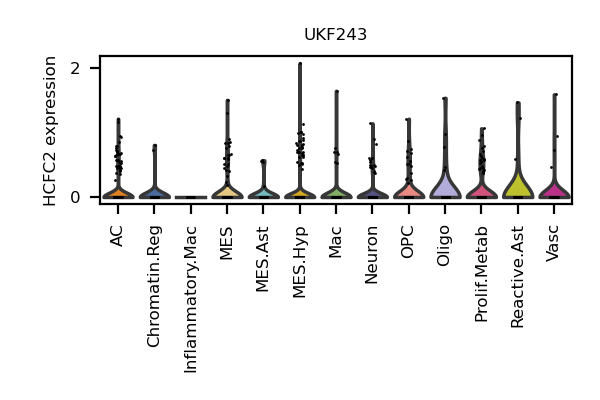 UKF243
HCFC2 expression
2
0
AC
Chromatin.Reg
Inflammatory.Mac
MES
MES.Ast
MES.Hyp
Mac
Neuron
OPC
Oligo
Prolif.Metab
Reactive.Ast
Vasc